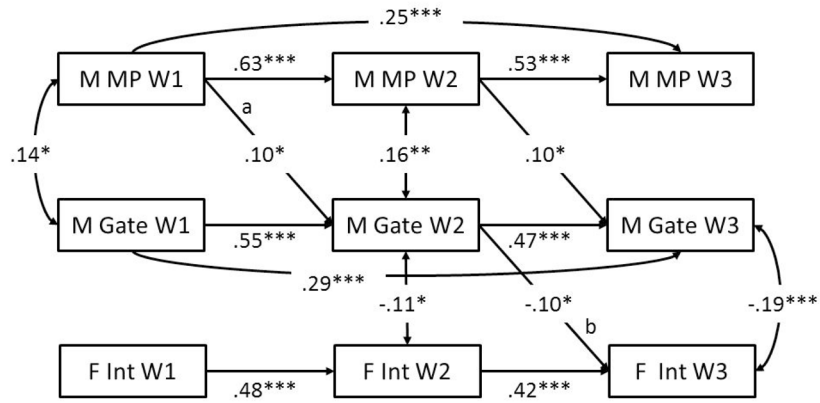 .25***
M MP W1 .63*** M MP W2 .53*** M MP W3
a
.14* .10* .16** .10*
M Gate W1 .55*** M Gate W2 .47*** M Gate W3
.29***
-.11* -.10* b -.19***
F Int W1 .48*** F Int W2 .42*** F Int W3